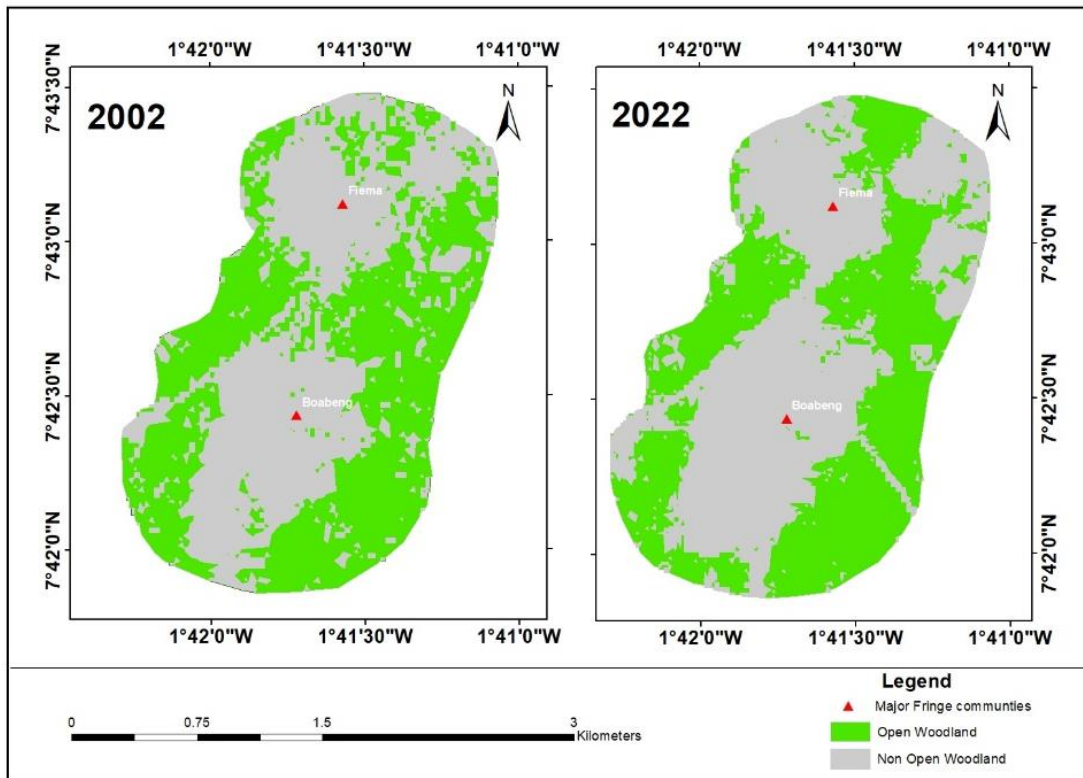 1°42'0"W 1°41'30"W 1°41'0"W
1°42'0"W 1°41'30"W 1°41'0"W
7°43'30"N
7°43'0"N
7°42'30"N
7°42'0"N
2002
N
Fiema
Boabeng
2022
N
Fiema
Boabeng
7°43'30"N
7°43'0"N
7°42'30"N
7°42'0"N
1°42'0"W 1°41'30"W 1°41'0"W
1°42'0"W 1°41'30"W 1°41'0"W
0 0.75 1.5 3
Kilometers
Legend
Major Fringe communties
Open Woodland
Non Open Woodland